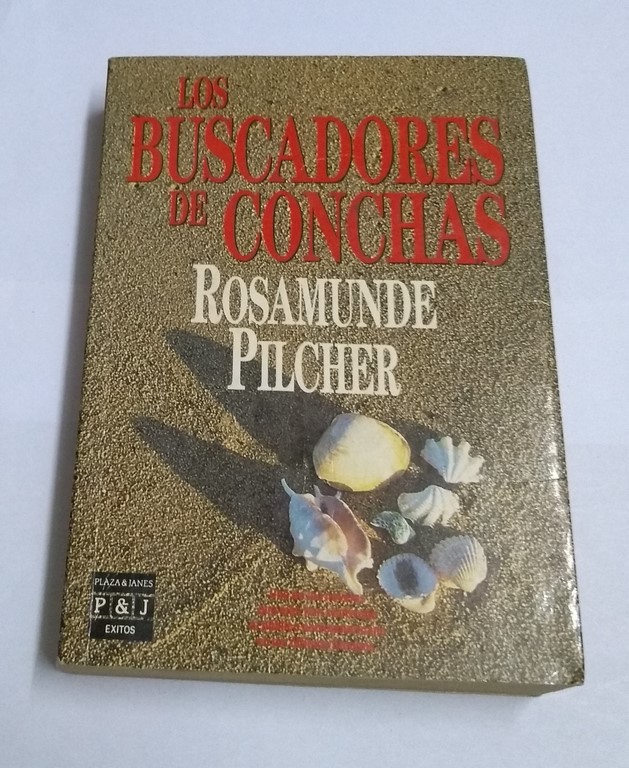 LOS
BUSCADORES
DE CONCHAS
ROSAMUNDE
PILCHER
PLAZA & JANES
P & J
EXITOS